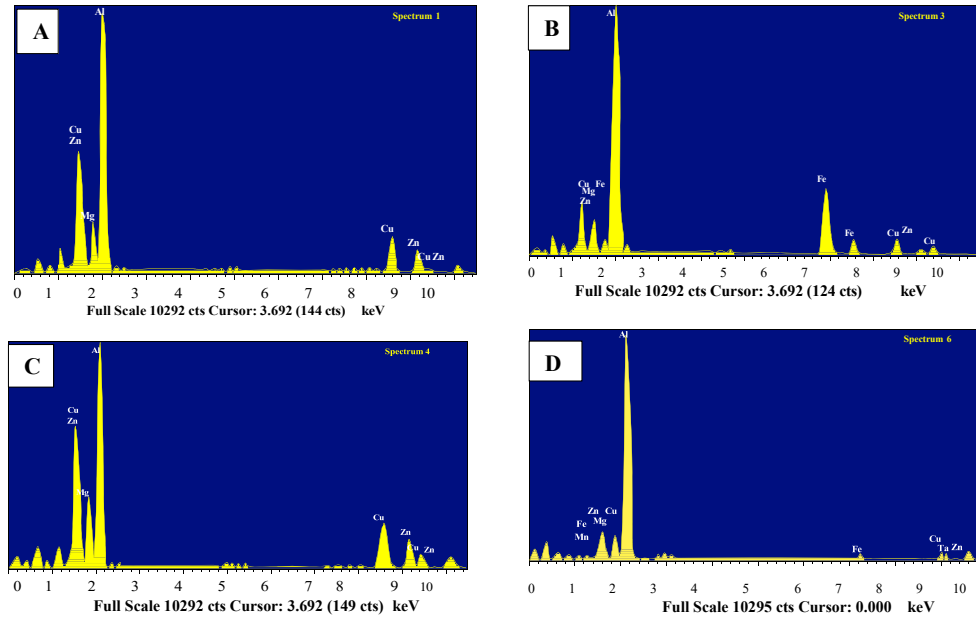 A
Al
Spectrum 1
Cu
Zn
Mg
Cu
Zn
Cu Zn
0 1 2 3 4 5 6 7 8 9 10
Full Scale 10292 cts Cursor: 3.692 (144 cts) keV
B
Al
Spectrum 3
Cu Fe
Mg
Zn
Fe
Fe
Cu
Zn
Cu
0 1 2 3 4 5 6 7 8 9 10
Full Scale 10292 cts Cursor: 3.692 (124 cts) keV
C
Al
Spectrum 4
Cu
Zn
Mg
Cu
Zn
Cu Zn
0 1 2 3 4 5 6 7 8 9 10
Full Scale 10292 cts Cursor: 3.692 (149 cts) keV
D
Al
Spectrum 6
Zn Cu
Mg
Fe
Mn
Fe
Cu
Ta Zn
0 1 2 3 4 5 6 7 8 9 10
Full Scale 10295 cts Cursor: 0.000 keV